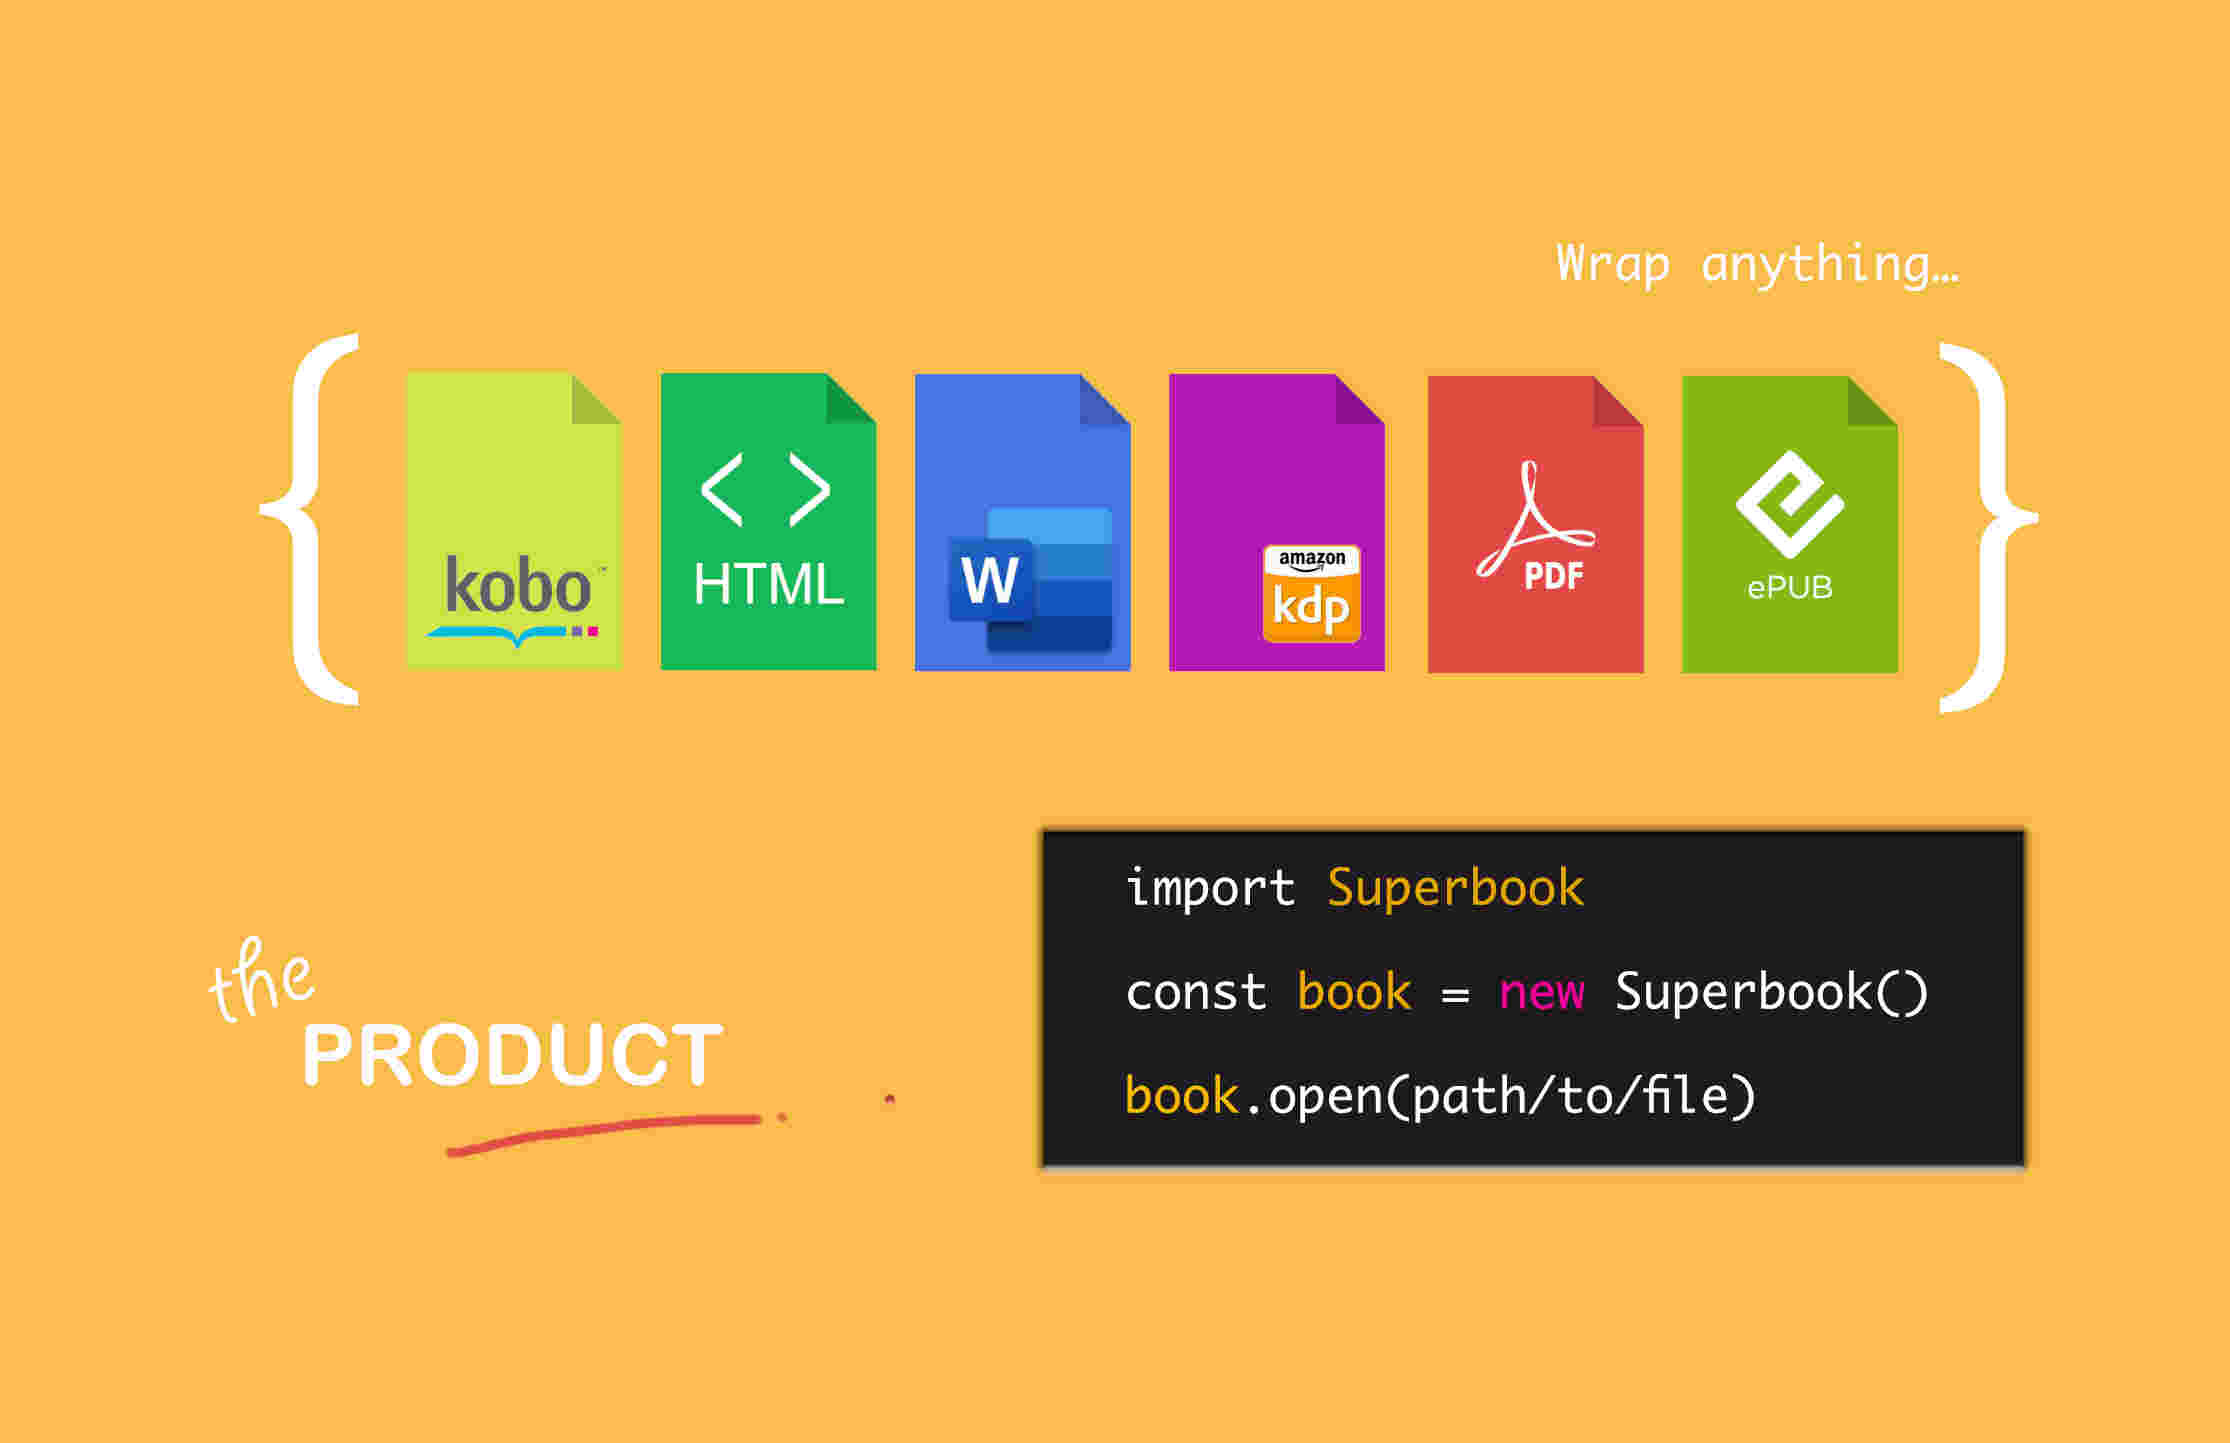 Wrap anything…
{ }
kobo™
< >
HTML
W
amazon
kdp
PDF
ePUB
the
PRODUCT
import Superbook
const book = new Superbook()
book.open(path/to/file)